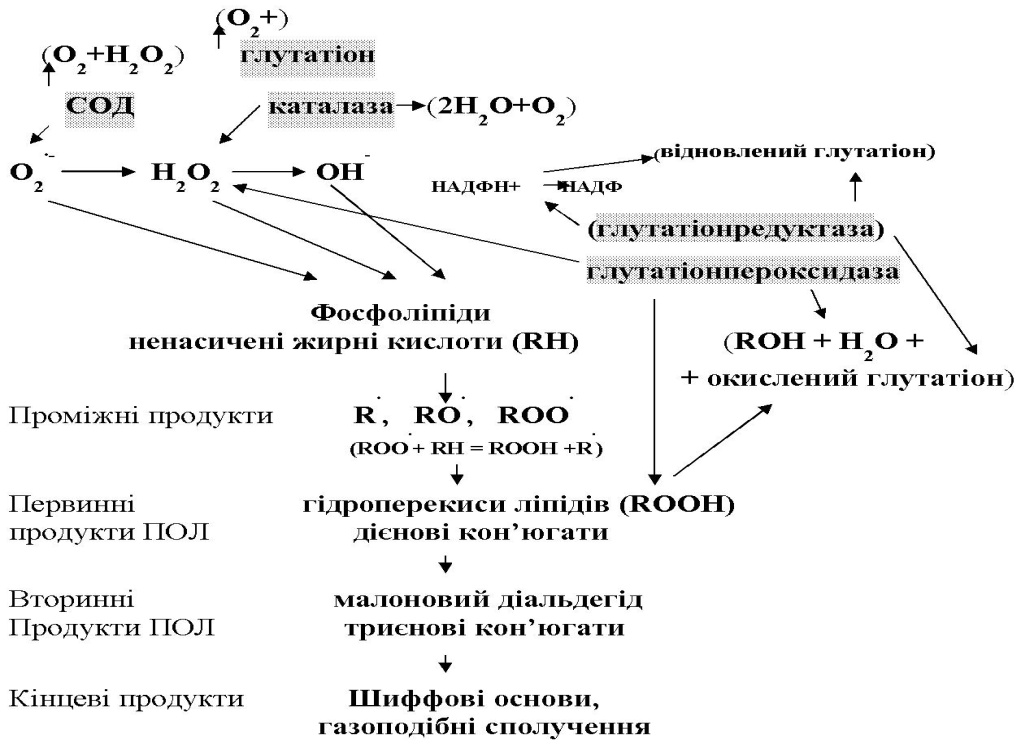 (O₂+)
(O₂+H₂O₂)
глутатіон
СОД
каталаза
(2H₂O+O₂)
(відновлений глутатіон)
O₂˙⁻
H₂O₂
OH⁻
НАДФН+
НАДФ
(глутатіонредуктаза)
глутатіонпероксидаза
Фосфоліпіди
ненасичені жирні кислоти (RH)
(ROH + H₂O +
+ окислений глутатіон)
Проміжні продукти
R˙, RO˙, ROO˙
(ROO˙+ RH = ROOH +R˙)
Первинні
продукти ПОЛ
гідроперекиси ліпідів (ROOH)
дієнові кон’югати
Вторинні
Продукти ПОЛ
малоновий діальдегід
триєнові кон’югати
Кінцеві продукти
Шиффові основи,
газоподібні сполучення